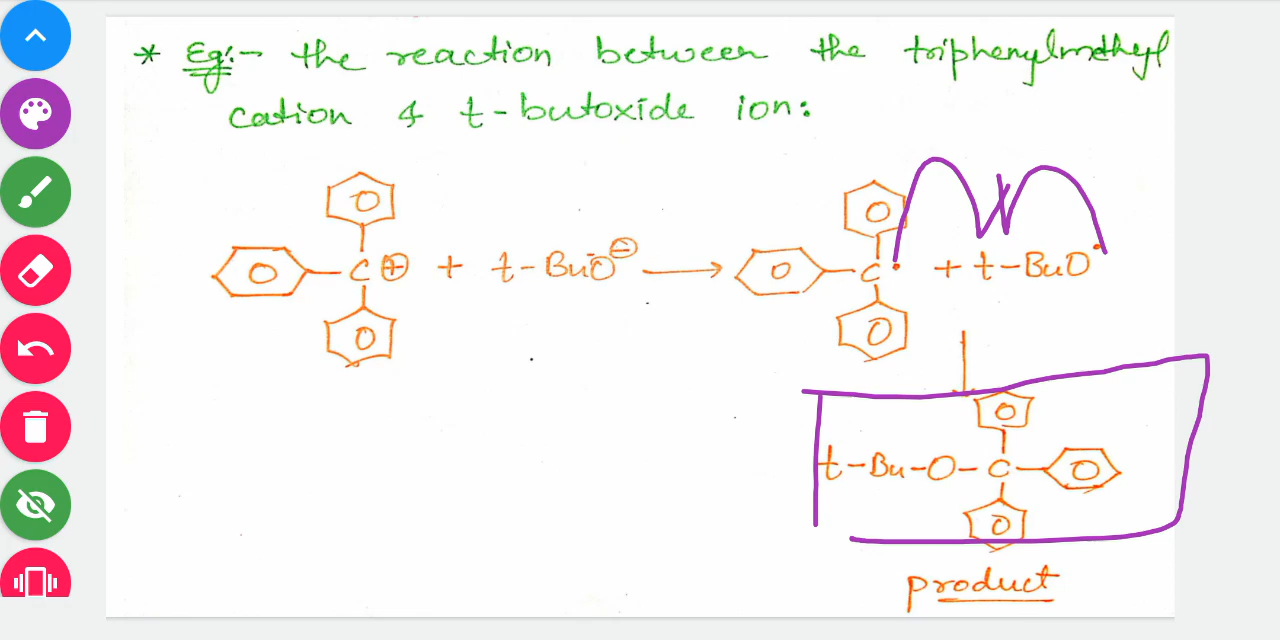 * Eg:- the reaction between the triphenylmethyl
cation & t-butoxide ion:
C⊕ + t-BuO⊖ → C• + t-BuO•
t-Bu-O-C
product